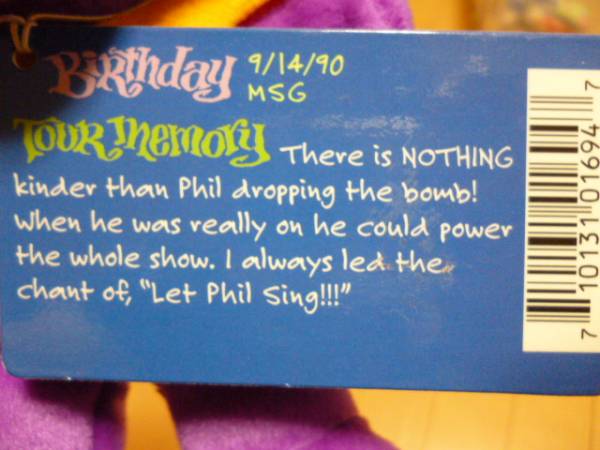 Birthday 9/14/90
MSG
Tour Memory There is NOTHING
kinder than Phil dropping the bomb!
When he was really on he could power
the whole show. I always led the
chant of, "Let Phil Sing!!!"
7 10131 01694 7